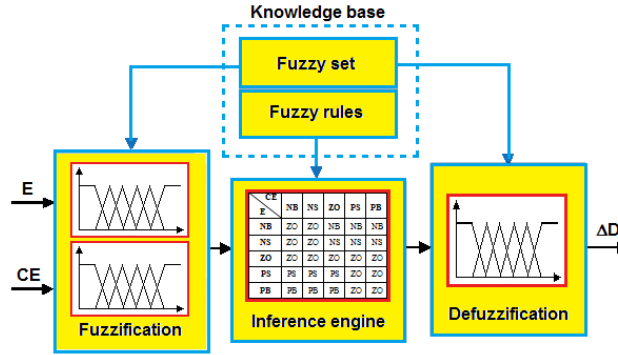 Knowledge base
Fuzzy set
Fuzzy rules
E
CE
Fuzzification
CE
E
NB NS ZO PS PB
NB ZO ZO NB NB NB
NS ZO ZO NS NS NS
ZO ZO ZO ZO ZO ZO
PS PS PS PS ZO ZO
PB PB PB PB ZO ZO
Inference engine
Defuzzification
ΔD